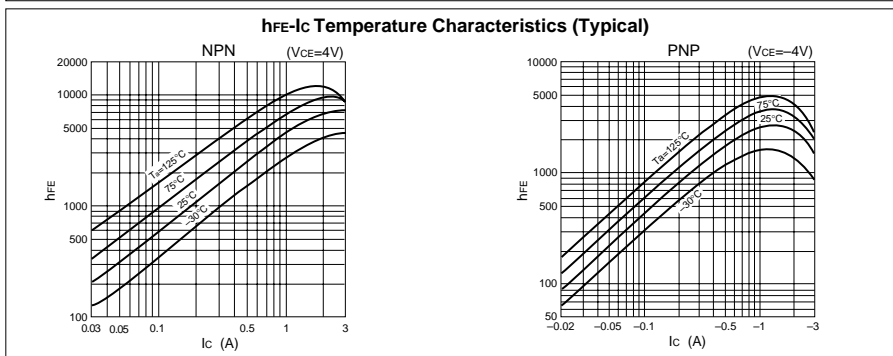 hFE-IC Temperature Characteristics (Typical)
NPN (VCE=4V)
20000
10000
5000
1000
500
100
hFE
Ta=125°C
75°C
25°C
–30°C
0.03 0.05 0.1 0.5 1 3
IC (A)
PNP (VCE=–4V)
10000
5000
1000
500
100
50
hFE
Ta=125°C
75°C
25°C
–30°C
–0.02 –0.05 –0.1 –0.5 –1 –3
IC (A)